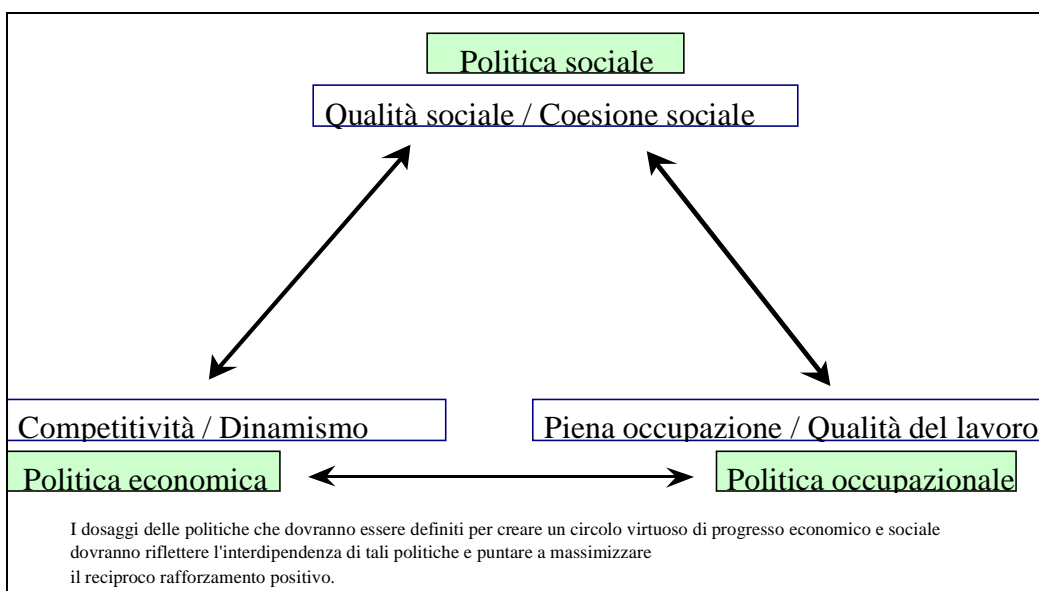 Politica sociale
Qualità sociale / Coesione sociale
Competitività / Dinamismo
Piena occupazione / Qualità del lavoro
Politica economica
Politica occupazionale
I dosaggi delle politiche che dovranno essere definiti per creare un circolo virtuoso di progresso economico e sociale
dovranno riflettere l'interdipendenza di tali politiche e puntare a massimizzare
il reciproco rafforzamento positivo.